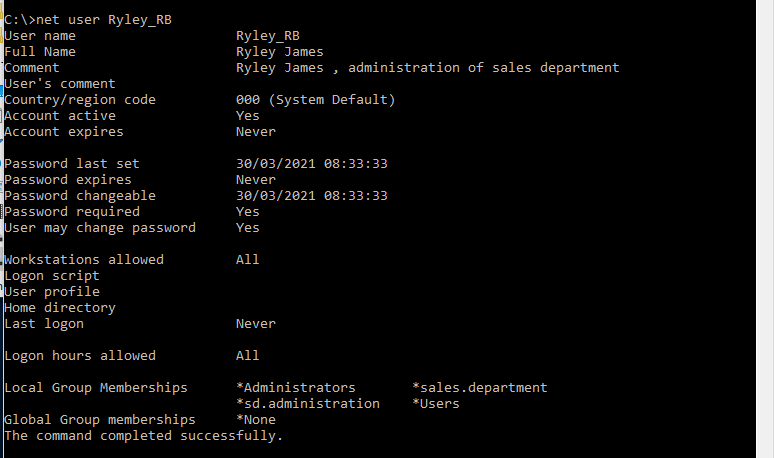 C:\>net user Ryley_RB
User name                    Ryley_RB
Full Name                    Ryley James
Comment                      Ryley James , administration of sales department
User's comment
Country/region code          000 (System Default)
Account active               Yes
Account expires              Never

Password last set            30/03/2021 08:33:33
Password expires             Never
Password changeable          30/03/2021 08:33:33
Password required            Yes
User may change password     Yes

Workstations allowed         All
Logon script
User profile
Home directory
Last logon                   Never

Logon hours allowed          All

Local Group Memberships      *Administrators       *sales.department
                             *sd.administration    *Users
Global Group memberships     *None
The command completed successfully.